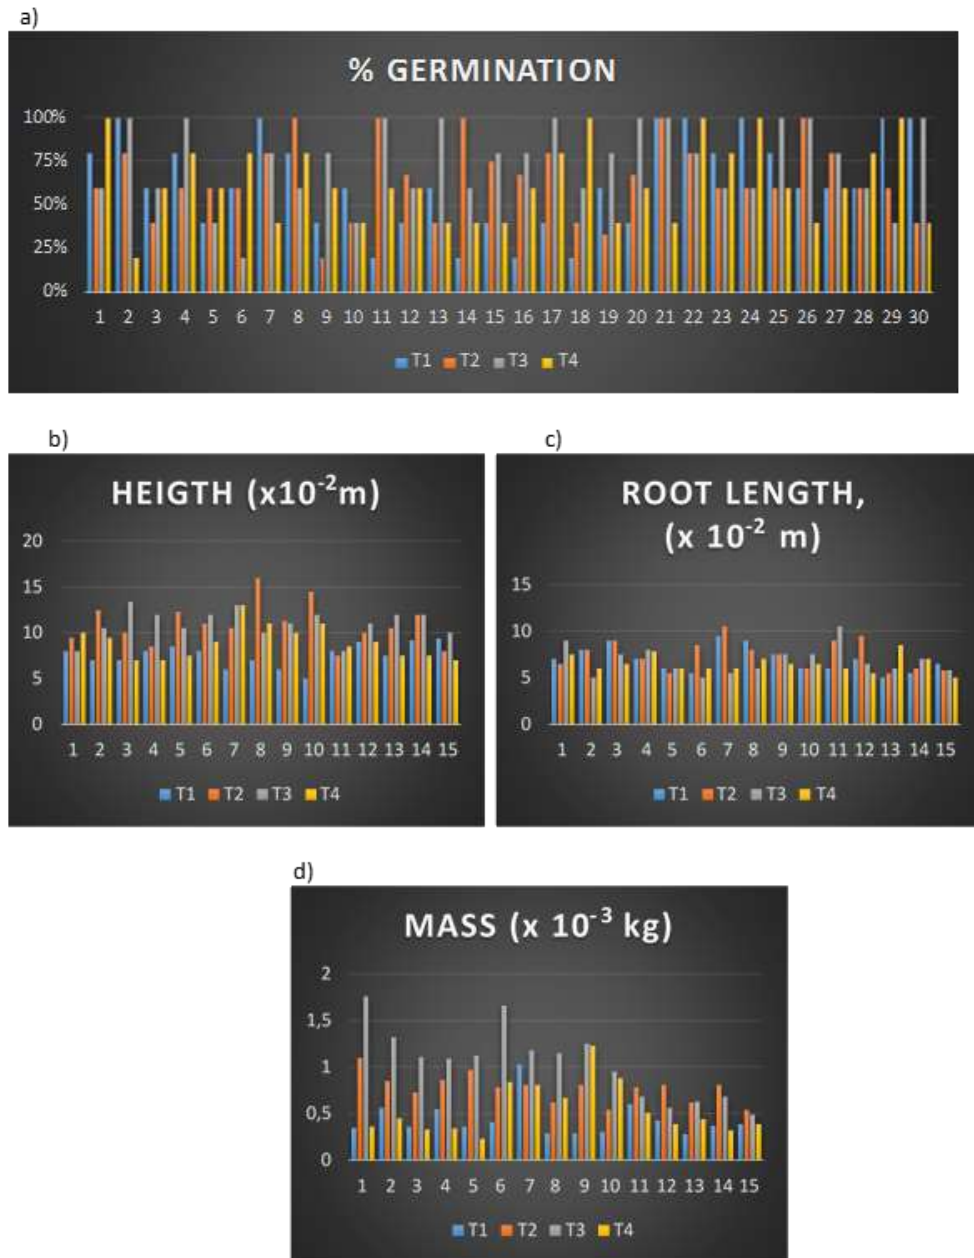 a)
% GERMINATION
100%
75%
50%
25%
0%
1 2 3 4 5 6 7 8 9 10 11 12 13 14 15 16 17 18 19 20 21 22 23 24 25 26 27 28 29 30
T1 T2 T3 T4
b)
HEIGTH (x10⁻²m)
20
15
10
5
0
1 2 3 4 5 6 7 8 9 10 11 12 13 14 15
T1 T2 T3 T4
c)
ROOT LENGTH,
(x 10⁻² m)
15
10
5
0
1 2 3 4 5 6 7 8 9 10 11 12 13 14 15
T1 T2 T3 T4
d)
MASS (x 10⁻³ kg)
2
1,5
1
0,5
0
1 2 3 4 5 6 7 8 9 10 11 12 13 14 15
T1 T2 T3 T4